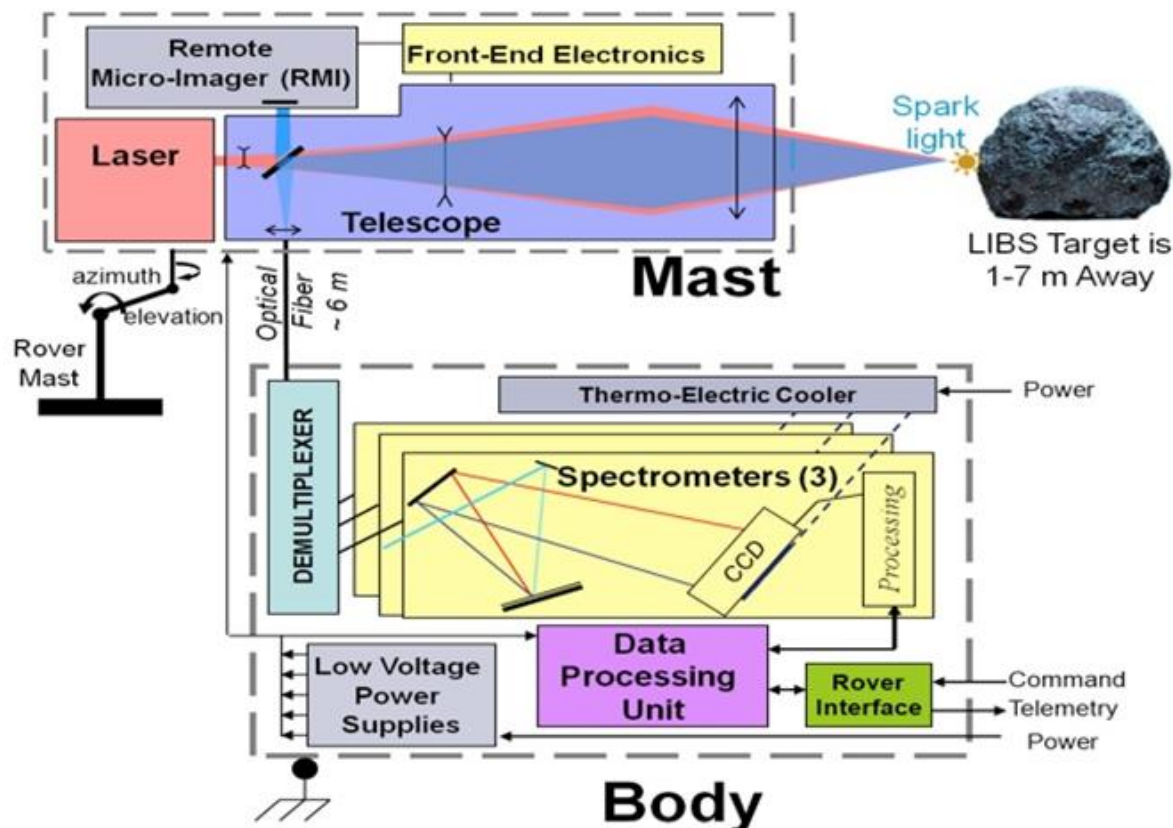 Remote
Micro-Imager (RMI)
Front-End Electronics
Laser
Telescope
Spark
light
LIBS Target is
1-7 m Away
Mast
azimuth
elevation
Rover
Mast
Optical
Fiber
~ 6 m
DEMULTIPLEXER
Thermo-Electric Cooler
Power
Spectrometers (3)
CCD
Processing
Data
Processing
Unit
Low Voltage
Power
Supplies
Rover
Interface
Command
Telemetry
Power
Body